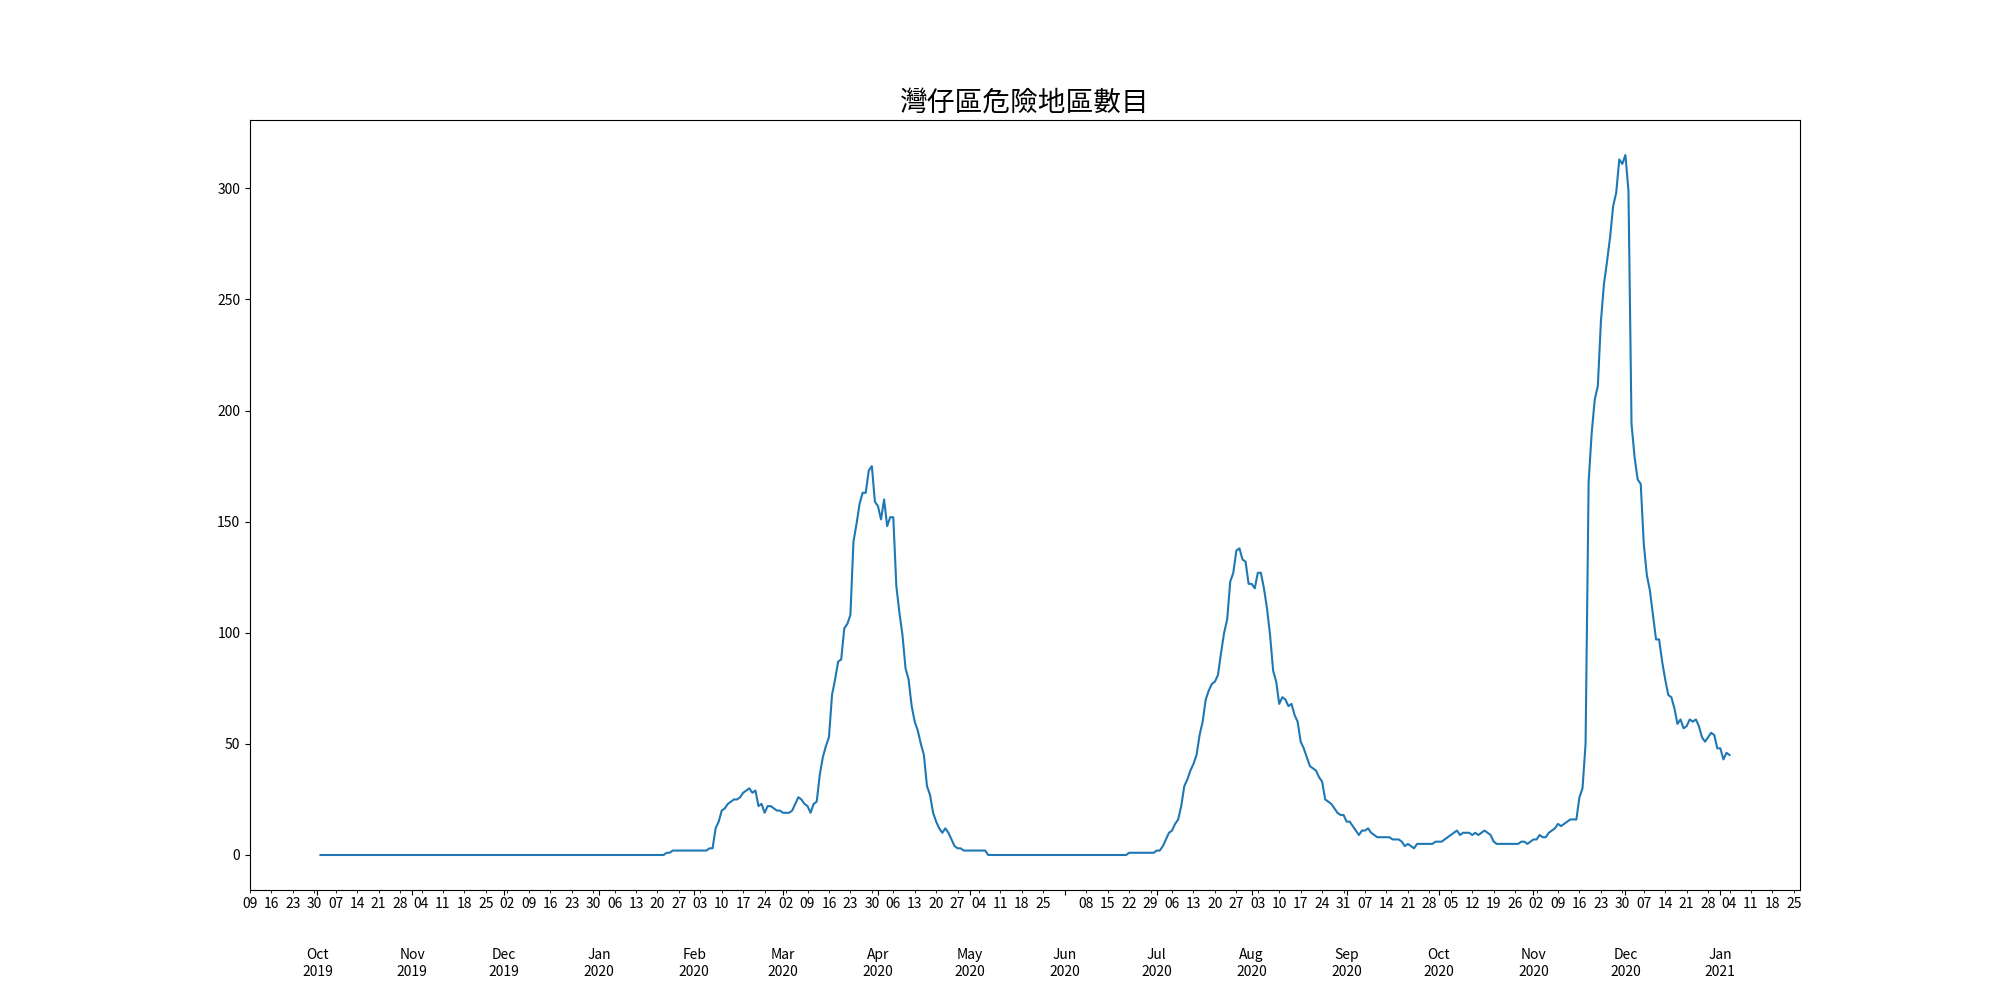 灣仔區危險地區數目
300
250
200
150
100
50
0
09 16 23 30 07 14 21 28 04 11 18 25 02 09 16 23 30 06 13 20 27 03 10 17 24 02 09 16 23 30 06 13 20 27 04 11 18 25 08 15 22 29 06 13 20 27 03 10 17 24 31 07 14 21 28 05 12 19 26 02 09 16 23 30 07 14 21 28 04 11 18 25
Oct Nov Dec Jan Feb Mar Apr May Jun Jul Aug Sep Oct Nov Dec Jan
2019 2019 2019 2020 2020 2020 2020 2020 2020 2020 2020 2020 2020 2020 2020 2021